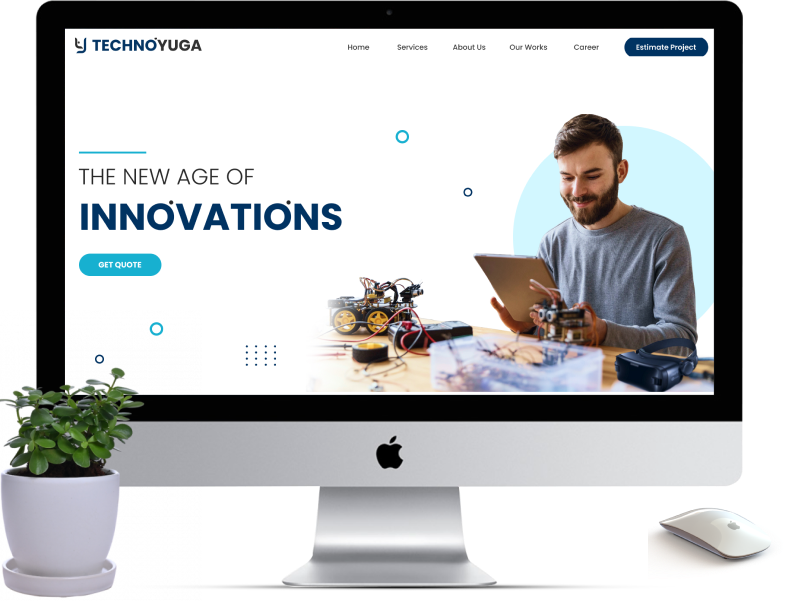 TECHNOYUGA
Home
Services
About Us
Our Works
Career
Estimate Project
THE NEW AGE OF
INNOVATIONS
GET QUOTE